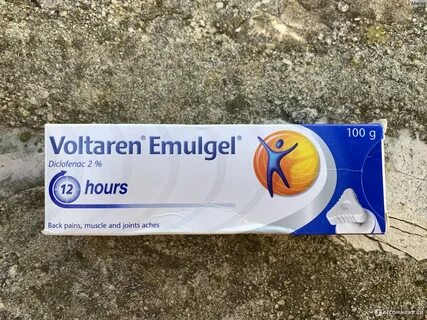 Voltaren® Emulgel®
100 g
Diclofenac 2 %
12 hours
Back pains, muscle and joints aches